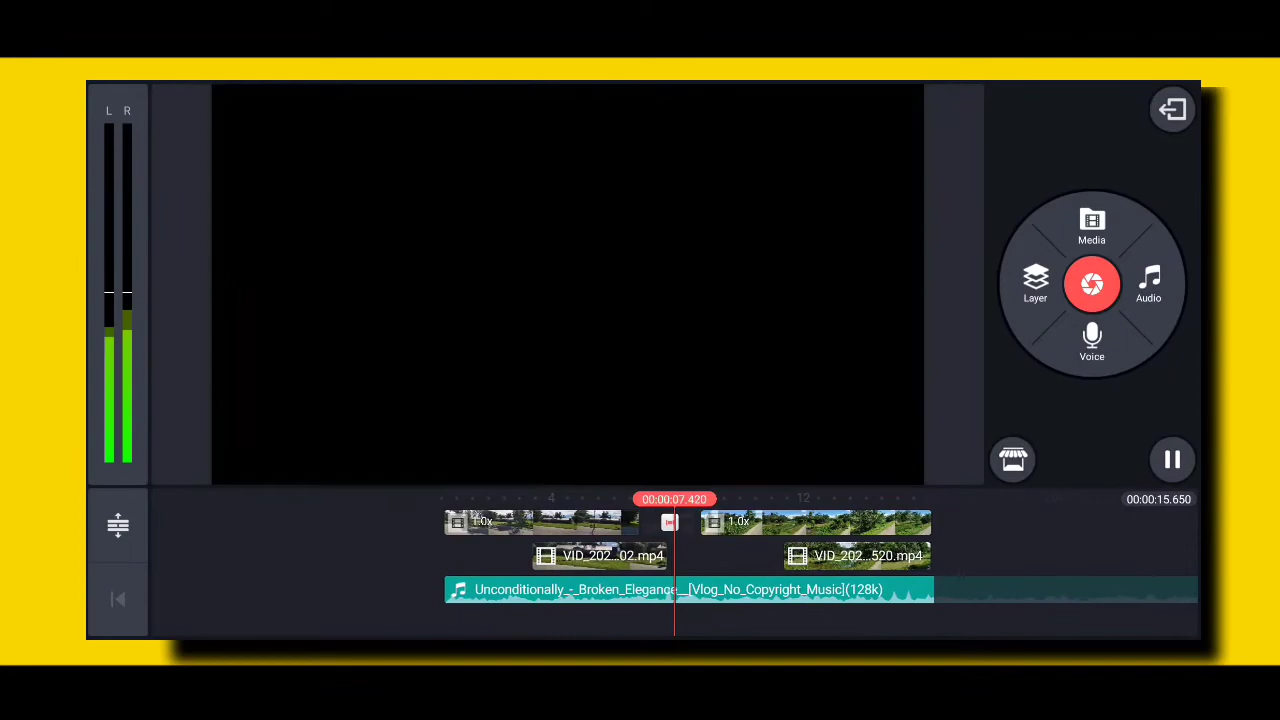 L R
Media
Layer
Audio
Voice
4
00:00:07.420
12
00:00:15.650
1.0x
1.0x
VID_202...02.mp4
VID_202...520.mp4
Unconditionally_-_Broken_Elegance__[Vlog_No_Copyright_Music](128k)